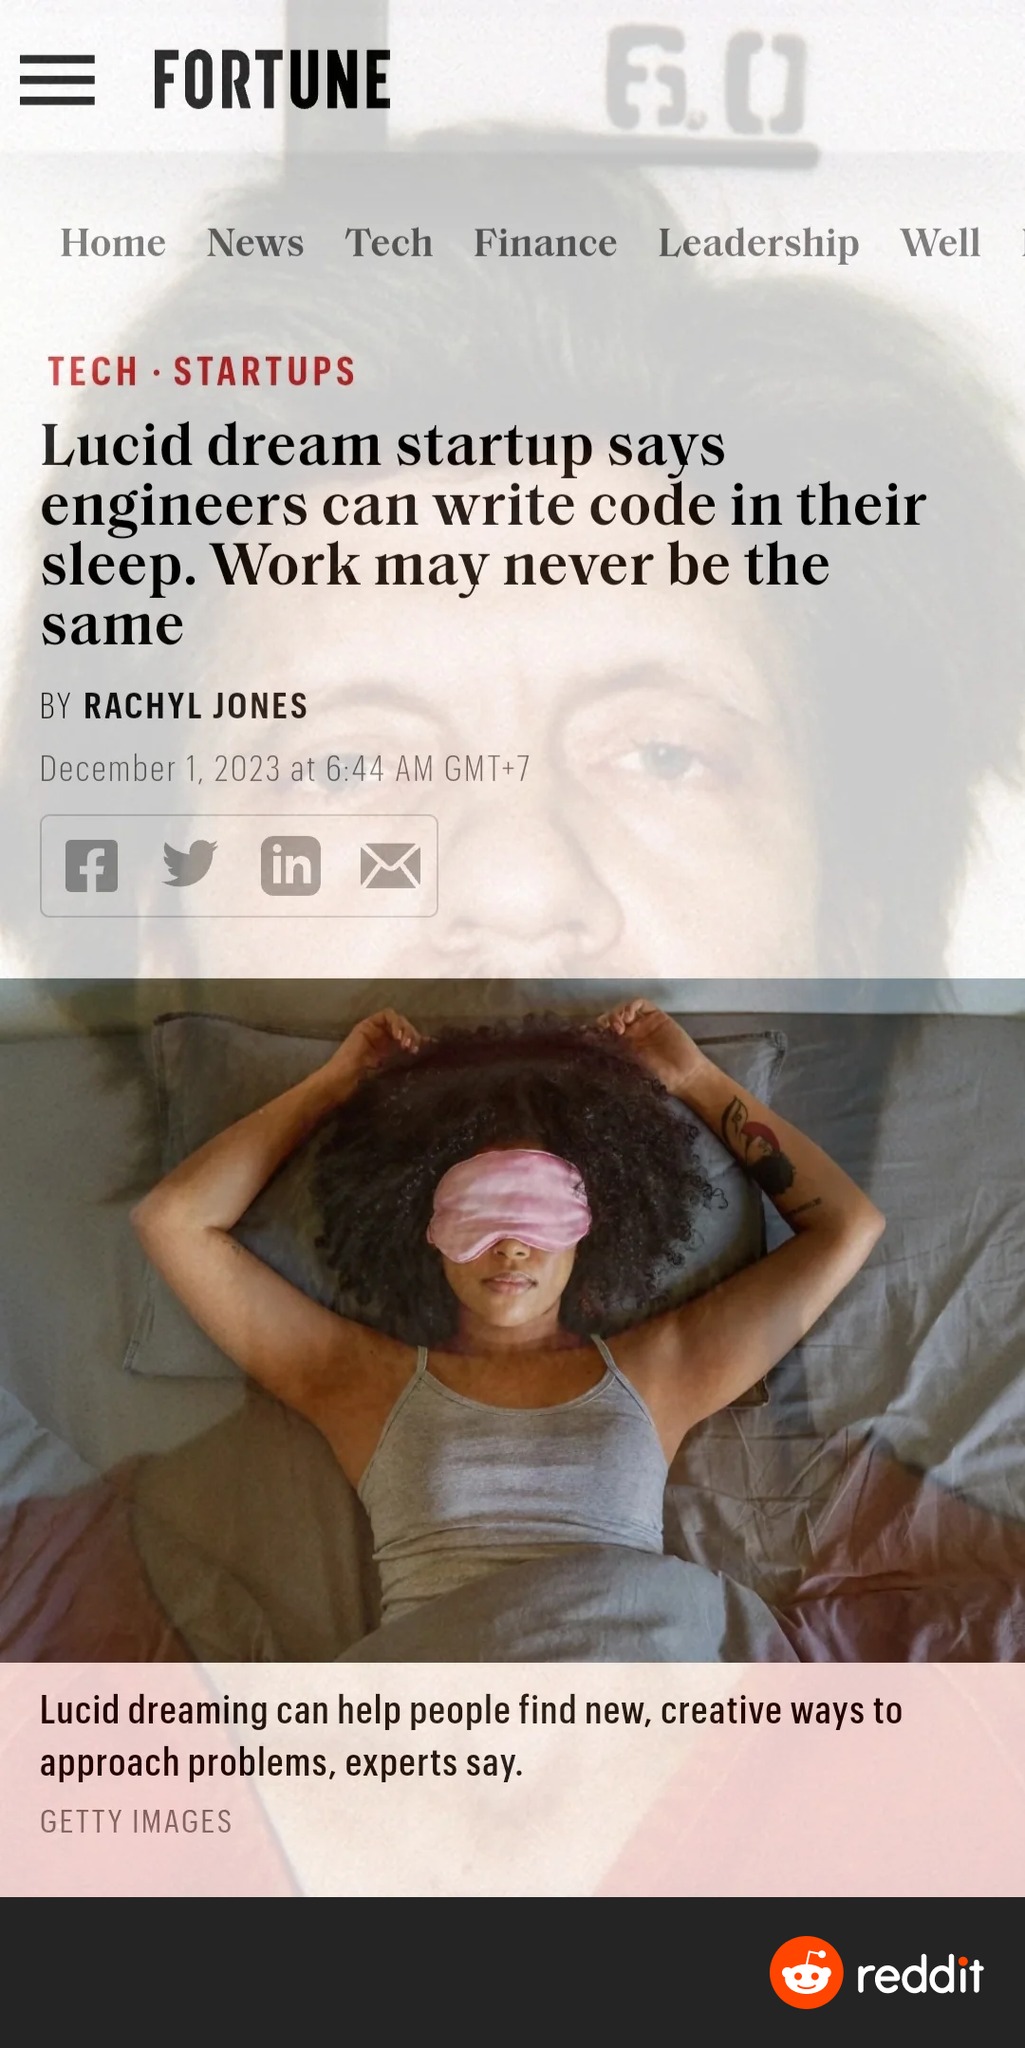 FORTUNE
6.0
Home News Tech Finance Leadership Well
TECH · STARTUPS
Lucid dream startup says
engineers can write code in their
sleep. Work may never be the
same
BY RACHYL JONES
December 1, 2023 at 6:44 AM GMT+7
Lucid dreaming can help people find new, creative ways to
approach problems, experts say.
GETTY IMAGES
reddit